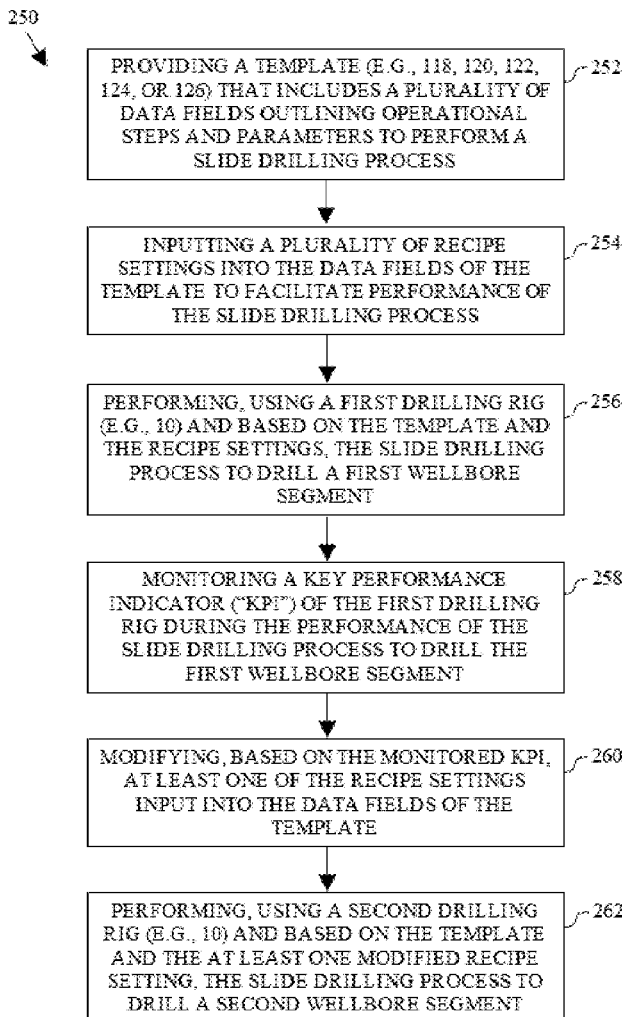 250
PROVIDING A TEMPLATE (E.G., 118, 120, 122,
124, OR 126) THAT INCLUDES A PLURALITY OF
DATA FIELDS OUTLINING OPERATIONAL
STEPS AND PARAMETERS TO PERFORM A
SLIDE DRILLING PROCESS
252
INPUTTING A PLURALITY OF RECIPE
SETTINGS INTO THE DATA FIELDS OF THE
TEMPLATE TO FACILITATE PERFORMANCE OF
THE SLIDE DRILLING PROCESS
254
PERFORMING, USING A FIRST DRILLING RIG
(E.G., 10) AND BASED ON THE TEMPLATE AND
THE RECIPE SETTINGS, THE SLIDE DRILLING
PROCESS TO DRILL A FIRST WELLBORE
SEGMENT
256
MONITORING A KEY PERFORMANCE
INDICATOR ("KPI") OF THE FIRST DRILLING
RIG DURING THE PERFORMANCE OF THE
SLIDE DRILLING PROCESS TO DRILL THE
FIRST WELLBORE SEGMENT
258
MODIFYING, BASED ON THE MONITORED KPI,
AT LEAST ONE OF THE RECIPE SETTINGS
INPUT INTO THE DATA FIELDS OF THE
TEMPLATE
260
PERFORMING, USING A SECOND DRILLING
RIG (E.G., 10) AND BASED ON THE TEMPLATE
AND THE AT LEAST ONE MODIFIED RECIPE
SETTING, THE SLIDE DRILLING PROCESS TO
DRILL A SECOND WELLBORE SEGMENT
262